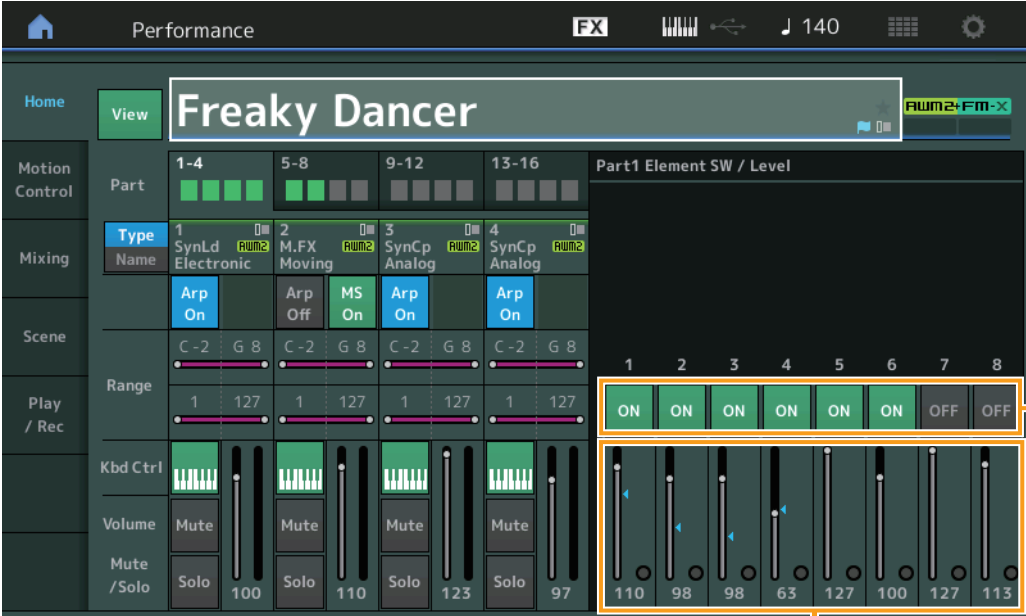 Performance FX 140
Home
View Freaky Dancer AWM2+FM-X
Motion
Control
Part 1-4 5-8 9-12 13-16 Part1 Element SW / Level
Type 1 2 3 4
SynLd AWM2 M.FX AWM2 SynCp AWM2 SynCp AWM2
Name Electronic Moving Analog Analog
Mixing
Arp Arp MS Arp Arp
On Off On On On
Scene
C -2 G 8 C -2 G 8 C -2 G 8 C -2 G 8
1 2 3 4 5 6 7 8
Range
1 127 1 127 1 127 1 127
ON ON ON ON ON ON OFF OFF
Play
/ Rec
Kbd Ctrl
Volume Mute Mute Mute Mute
Mute
/Solo Solo 100 Solo 110 Solo 123 Solo 97
110 98 98 63 127 100 127 113